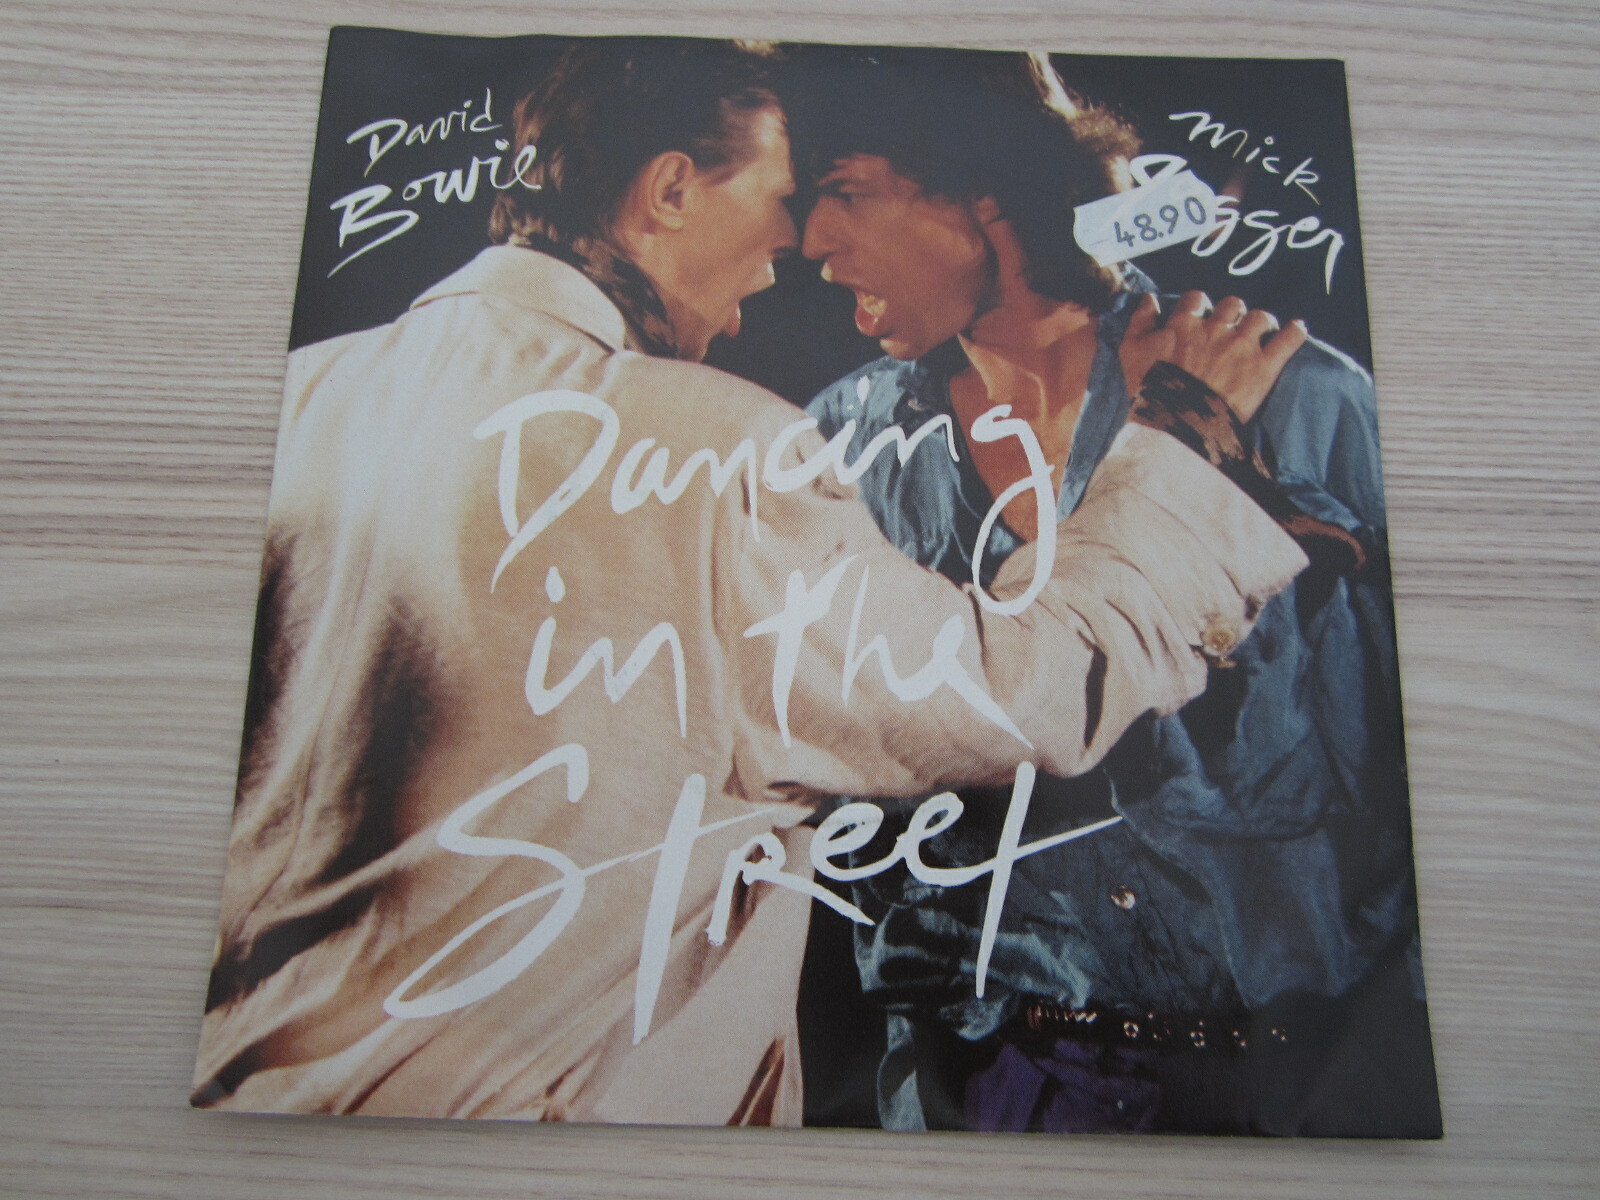 David
Bowie
Mick
Jagger
48.90
Dancing
in the
Street